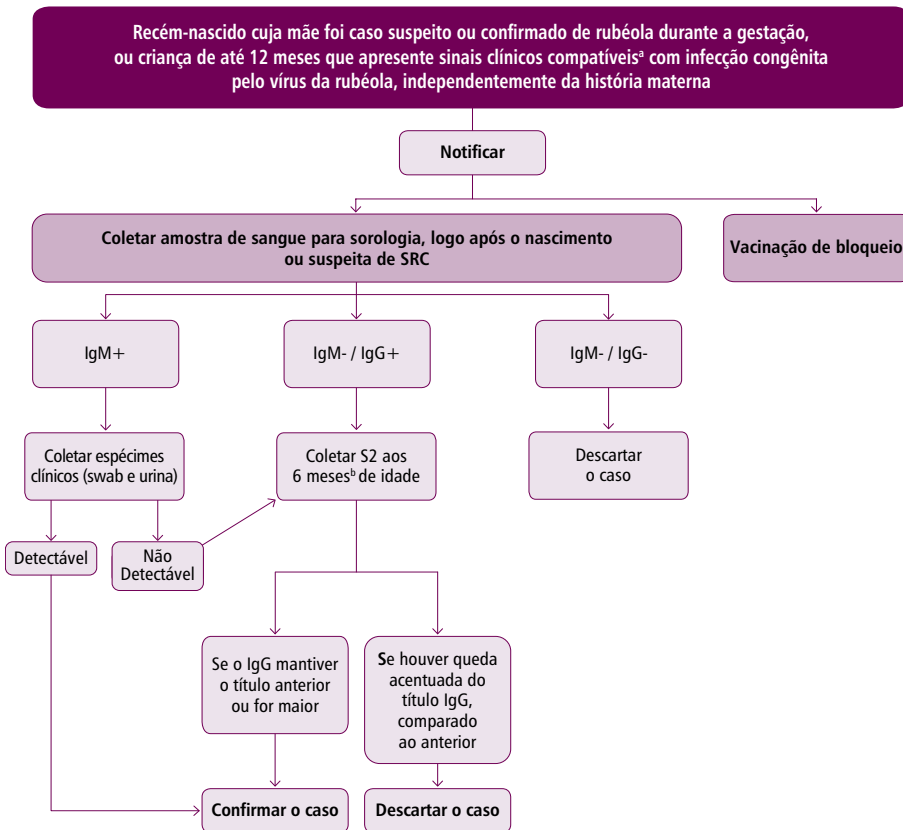 Recém-nascido cuja mãe foi caso suspeito ou confirmado de rubéola durante a gestação,
ou criança de até 12 meses que apresente sinais clínicos compatíveisª com infecção congênita
pelo vírus da rubéola, independentemente da história materna
Notificar
Coletar amostra de sangue para sorologia, logo após o nascimento
ou suspeita de SRC
Vacinação de bloqueio
IgM+
IgM- / IgG+
IgM- / IgG-
Coletar espécimes
clínicos (swab e urina)
Coletar S2 aos
6 mesesᵇ de idade
Descartar
o caso
Detectável
Não
Detectável
Se o IgG mantiver
o título anterior
ou for maior
Se houver queda
acentuada do
título IgG,
comparado
ao anterior
Confirmar o caso
Descartar o caso